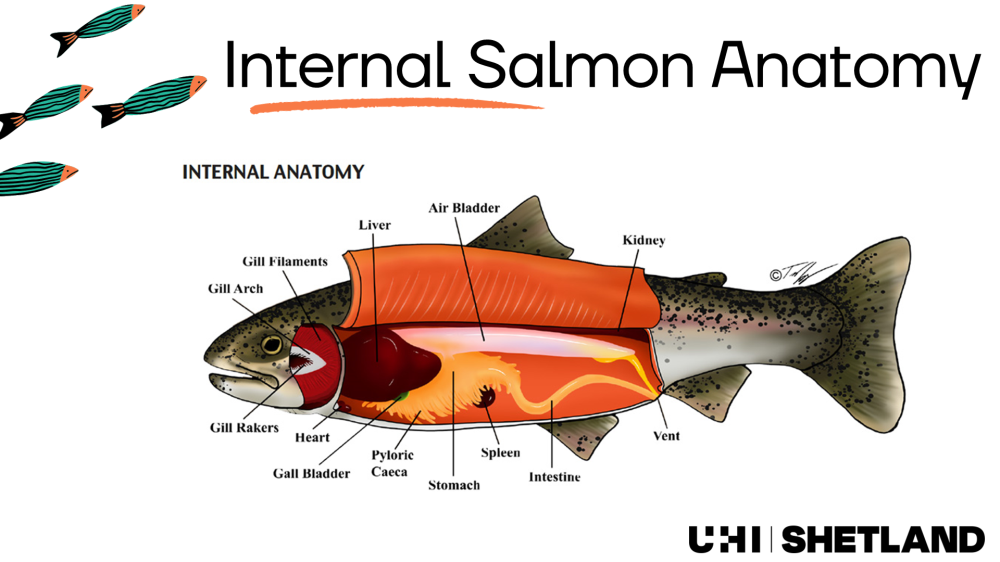 Internal Salmon Anatomy
INTERNAL ANATOMY
Air Bladder
Liver
Kidney
Gill Filaments
Gill Arch
Gill Rakers
Heart
Vent
Gall Bladder
Pyloric
Caeca
Spleen
Stomach
Intestine
©
UHI | SHETLAND